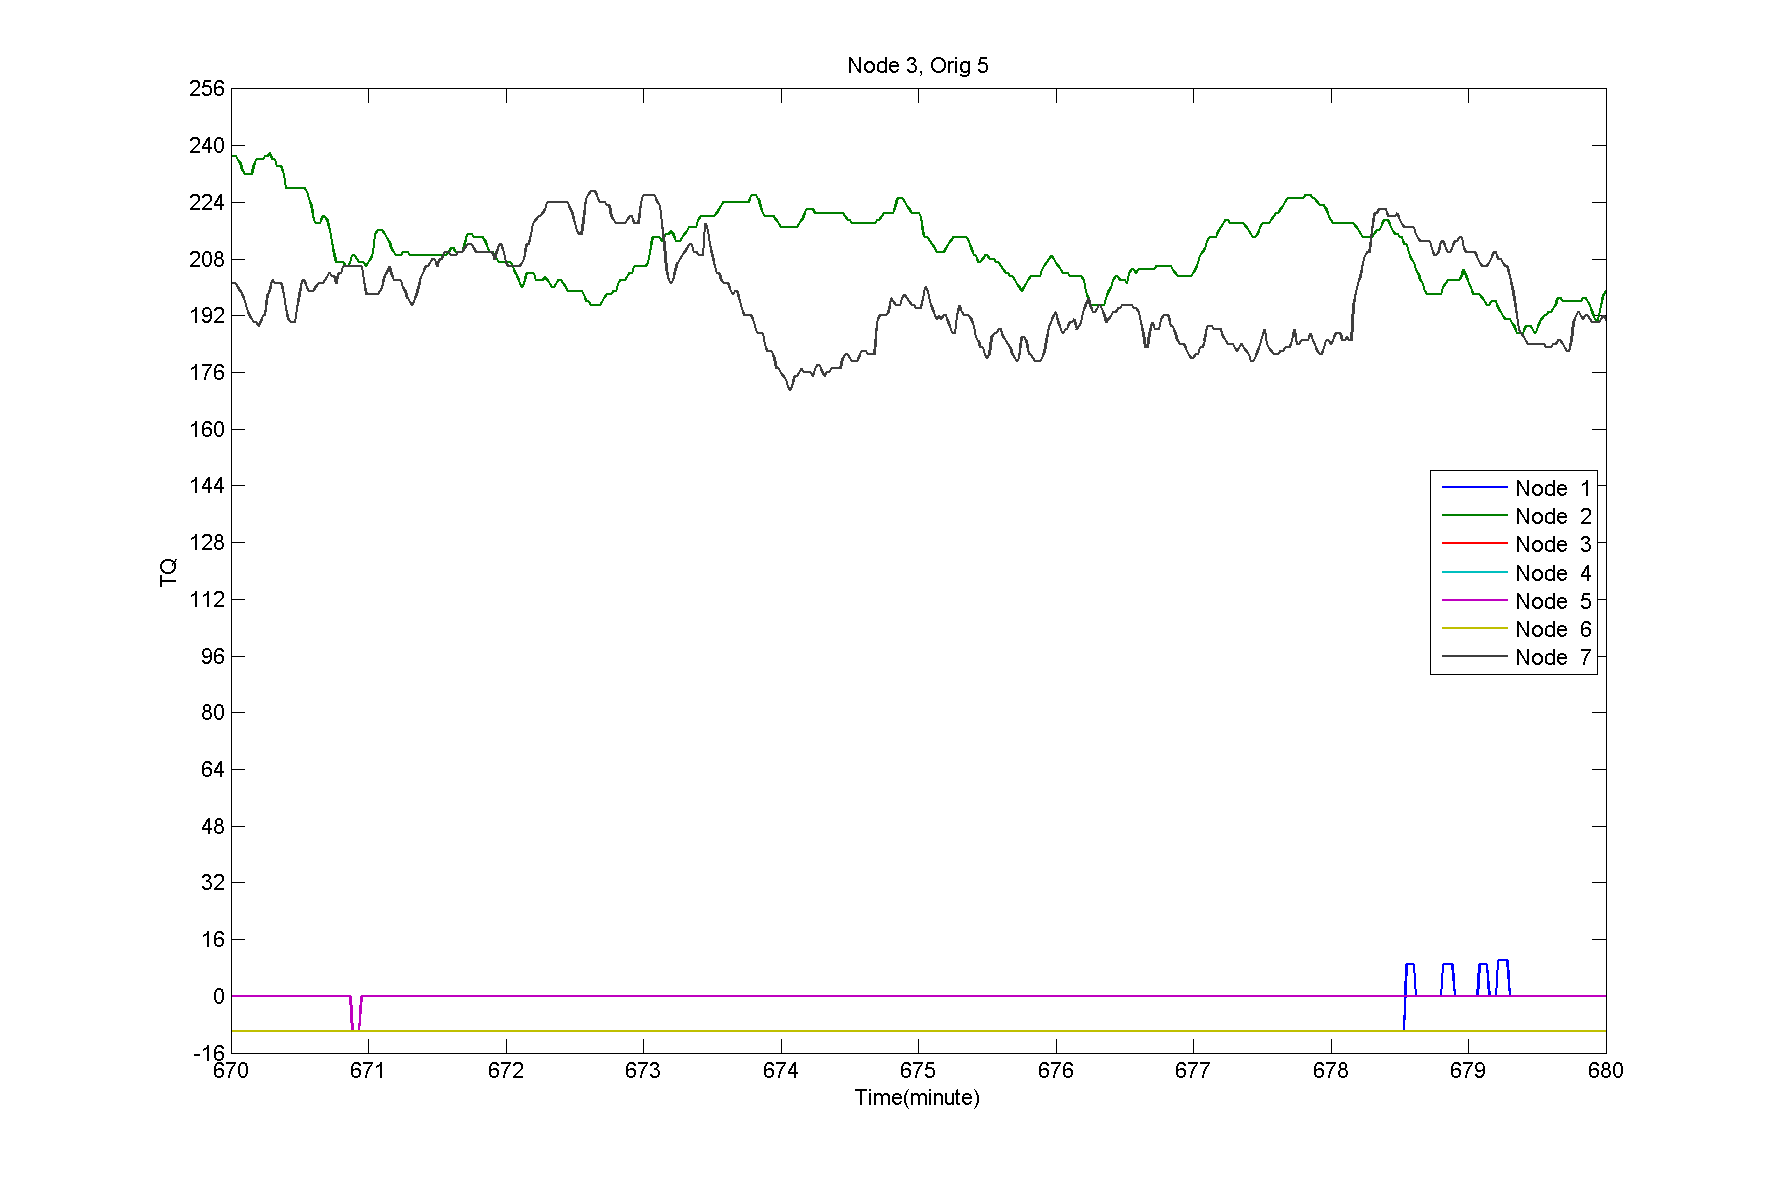 Node 3, Orig 5
256
240
224
208
192
176
160
144
128
112
96
80
64
48
32
16
0
-16
TQ
Node 1
Node 2
Node 3
Node 4
Node 5
Node 6
Node 7
670 671 672 673 674 675 676 677 678 679 680
Time(minute)